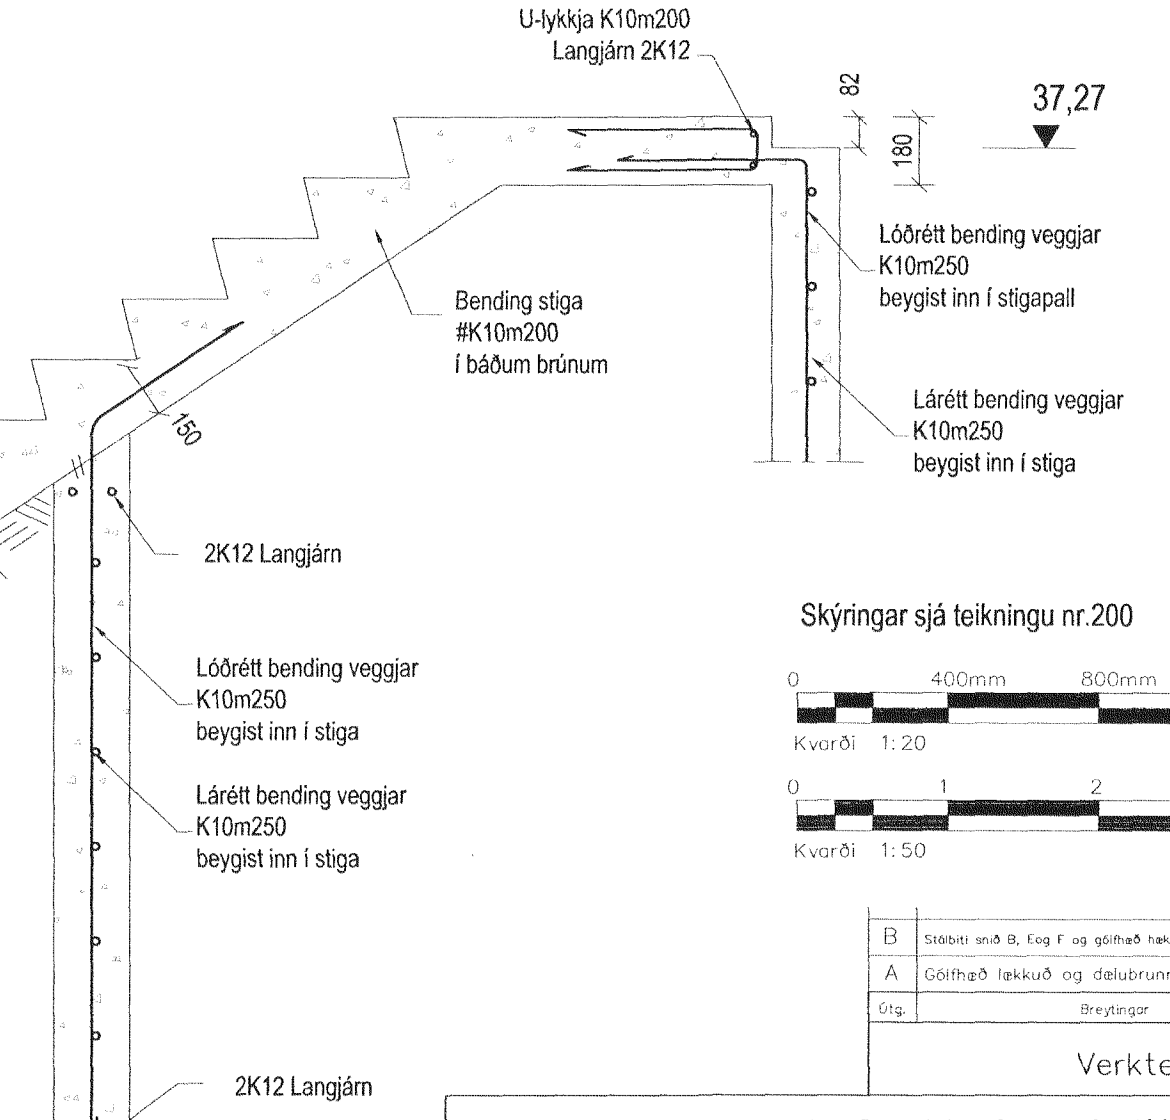 U-lykkja K10m200
Langjárn 2K12
82
180
37,27
Lóðrétt bending veggjar
K10m250
beygist inn í stigapall
Bending stiga
#K10m200
í báðum brúnum
Lárétt bending veggjar
K10m250
beygist inn í stiga
150
2K12 Langjárn
Lóðrétt bending veggjar
K10m250
beygist inn í stiga
Lárétt bending veggjar
K10m250
beygist inn í stiga
2K12 Langjárn
Skýringar sjá teikningu nr.200
0 400mm 800mm
Kvarði 1:20
0 1 2
Kvarði 1:50
B Stálbiti snið B, E og F og gólfhæð hæk
A Gólfhæð lækkuð og dælubrunn
Útg. Breytingar
Verkte